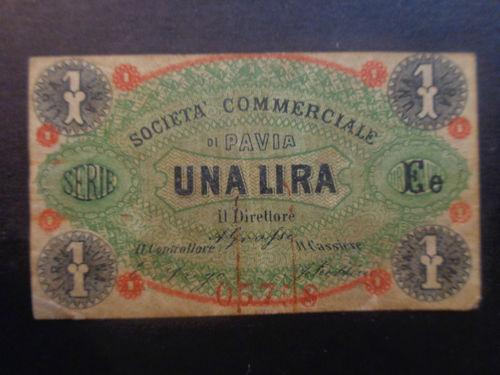 1 1
SOCIETA' COMMERCIALE
DI PAVIA
SERIE UNA LIRA Ee
il Direttore
Il Controllore Il Cassiere
1 1